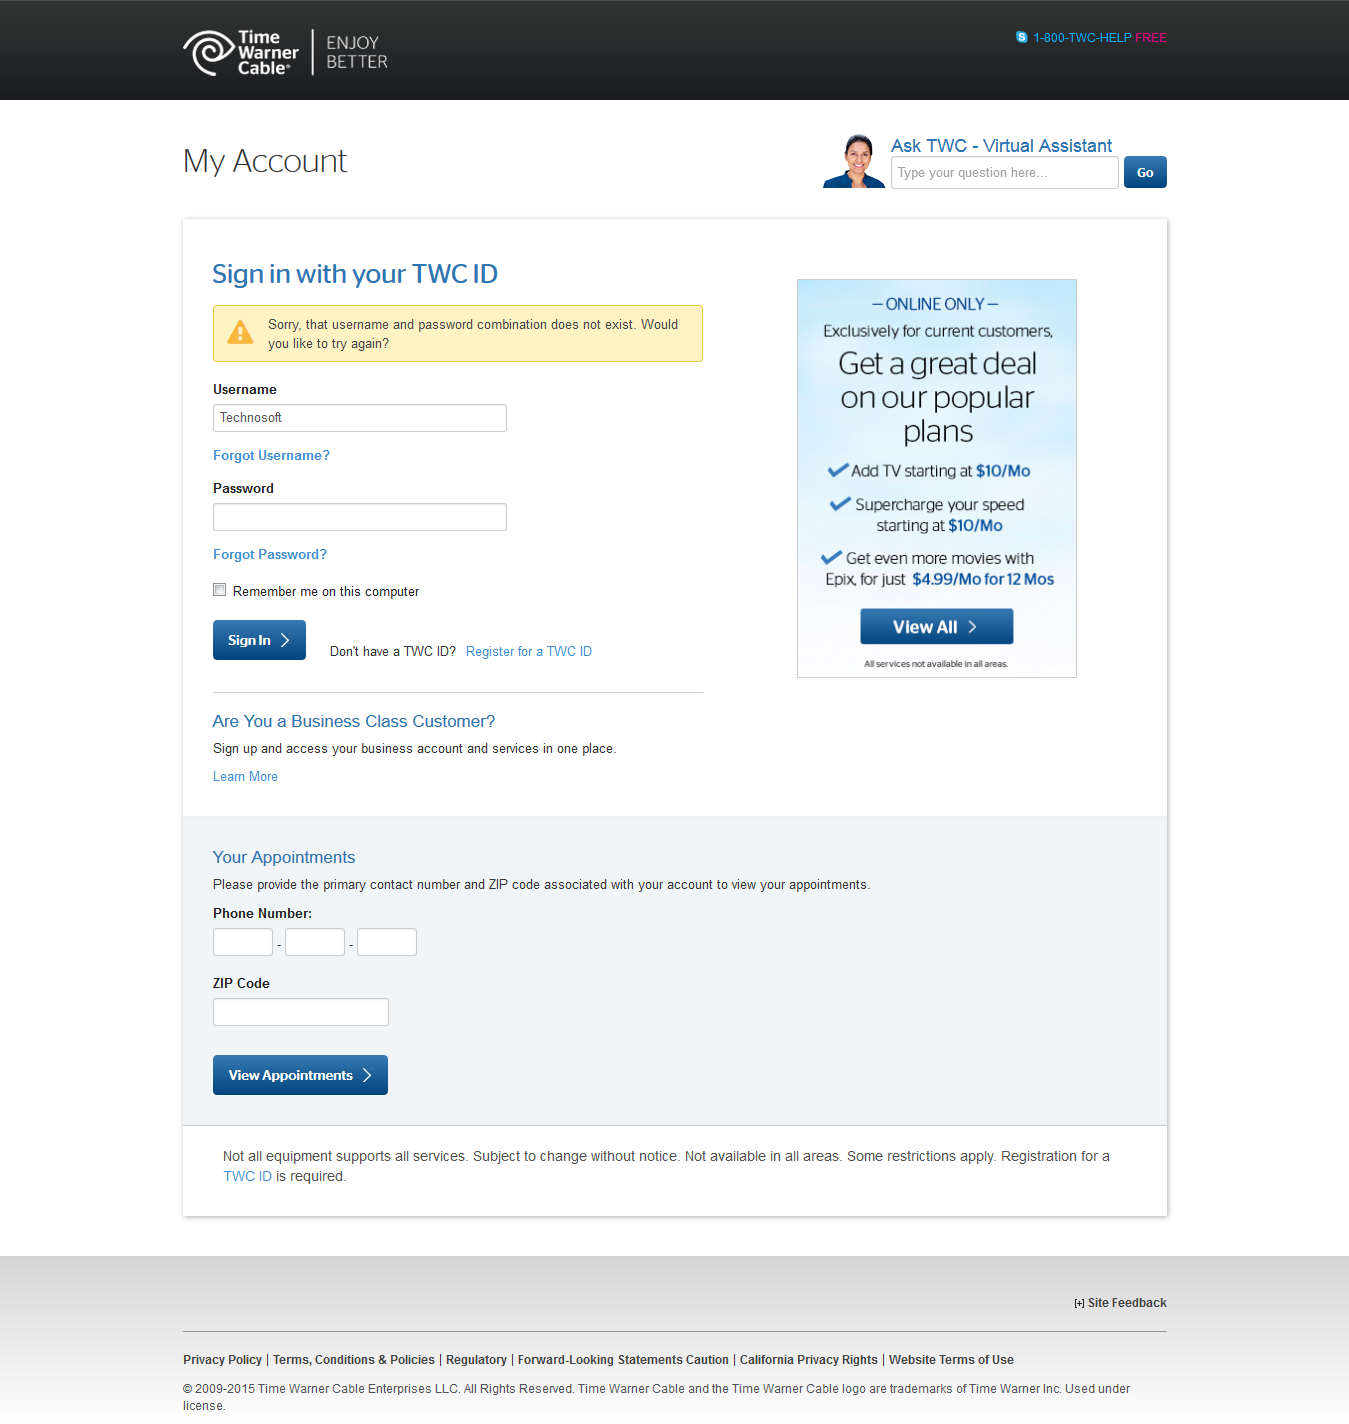 Time
Warner
Cable®
ENJOY
BETTER
1-800-TWC-HELP FREE
My Account
Ask TWC - Virtual Assistant
Type your question here...
Go
Sign in with your TWC ID
Sorry, that username and password combination does not exist. Would
you like to try again?
Username
Technosoft
Forgot Username?
Password
Forgot Password?
Remember me on this computer
Sign In
Don't have a TWC ID? Register for a TWC ID
— ONLINE ONLY —
Exclusively for current customers,
Get a great deal
on our popular
plans
Add TV starting at $10/Mo
Supercharge your speed
starting at $10/Mo
Get even more movies with
Epix, for just $4.99/Mo for 12 Mos
View All
All services not available in all areas.
Are You a Business Class Customer?
Sign up and access your business account and services in one place.
Learn More
Your Appointments
Please provide the primary contact number and ZIP code associated with your account to view your appointments.
Phone Number:
- -
ZIP Code
View Appointments
Not all equipment supports all services. Subject to change without notice. Not available in all areas. Some restrictions apply. Registration for a
TWC ID is required.
[+] Site Feedback
Privacy Policy | Terms, Conditions & Policies | Regulatory | Forward-Looking Statements Caution | California Privacy Rights | Website Terms of Use
© 2009-2015 Time Warner Cable Enterprises LLC. All Rights Reserved. Time Warner Cable and the Time Warner Cable logo are trademarks of Time Warner Inc. Used under
license.